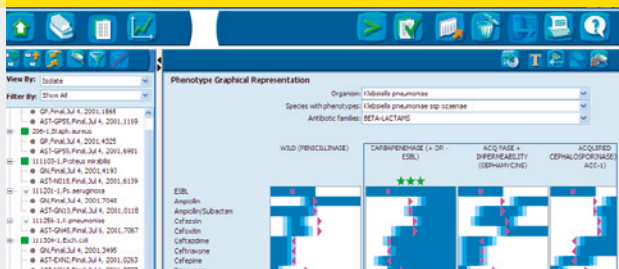 View By: Isolate
Filter By: Show All
GP,Final,Jul 4, 2001,1868
AST-GP55,Final,Jul 4, 2001,1159
206-1,Staph.aureus
GP,Final,Jul 4, 2001,4325
AST-GP55,Final,Jul 4, 2001,6981
111103-1,Proteus mirabilis
GN,Final,Jul 4, 2001,4193
AST-N018,Final,Jul 4, 2001,6139
111201-1,Ps.aeruginosa
GN,Final,Jul 4, 2001,7048
AST-GN13,Final,Jul 4, 2001,0118
111256-1,K.pneumoniae
AST-GN45,Final,Jul 5, 2001,7067
111304-1,Esch.coli
GN,Final,Jul 4, 2001,3495
AST-EXN2,Final,Jul 4, 2001,0253
Phenotype Graphical Representation
Organism: Klebsiella pneumoniae
Species with phenotypes: Klebsiella pneumoniae ssp ozaenae
Antibiotic families: BETA-LACTAMS
WILD (PENICILLINASE)
CARBAPENEMASE (+ OR -
ESBL)
ACQ PASE +
IMPERMEABILITY
(CEPHAMYCINE)
ACQUIRED
CEPHALOSPORINASE(
ACC-1)
ESBL
Ampicillin
Ampicillin/Sulbactam
Cefazolin
Cefoxitin
Ceftazidime
Ceftriaxone
Cefepime